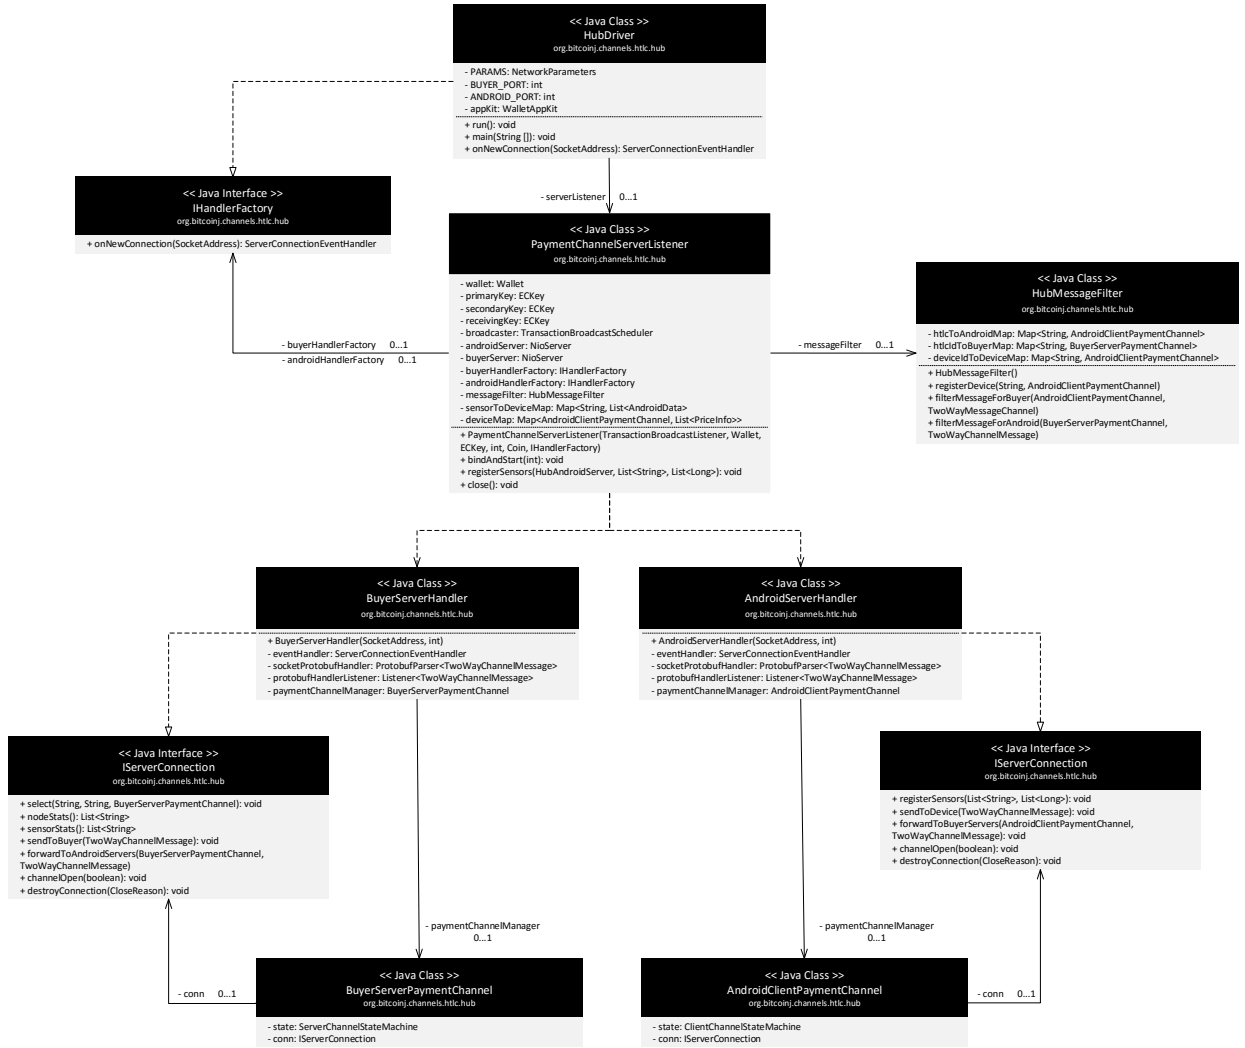 << Java Class >>
HubDriver
org.bitcoinj.channels.htlc.hub
- PARAMS: NetworkParameters
- BUYER_PORT: int
- ANDROID_PORT: int
- appKit: WalletAppKit
+ run(): void
+ main(String []): void
+ onNewConnection(SocketAddress): ServerConnectionEventHandler
<< Java Interface >>
IHandlerFactory
org.bitcoinj.channels.htlc.hub
+ onNewConnection(SocketAddress): ServerConnectionEventHandler
- serverListener 0...1
<< Java Class >>
PaymentChannelServerListener
org.bitcoinj.channels.htlc.hub
- wallet: Wallet
- primaryKey: ECKey
- secondaryKey: ECKey
- receivingKey: ECKey
- broadcaster: TransactionBroadcastScheduler
- androidServer: NioServer
- buyerServer: NioServer
- buyerHandlerFactory: IHandlerFactory
- androidHandlerFactory: IHandlerFactory
- messageFilter: HubMessageFilter
- sensorToDeviceMap: Map<String, List<AndroidData>
- deviceMap: Map<AndroidClientPaymentChannel, List<PriceInfo>>
+ PaymentChannelServerListener(TransactionBroadcastListener, Wallet,
ECKey, int, Coin, IHandlerFactory)
+ bindAndStart(int): void
+ registerSensors(HubAndroidServer, List<String>, List<Long>): void
+ close(): void
- buyerHandlerFactory 0...1
- androidHandlerFactory 0...1
- messageFilter 0...1
<< Java Class >>
HubMessageFilter
org.bitcoinj.channels.htlc.hub
- htlcToAndroidMap: Map<String, AndroidClientPaymentChannel>
- htlcIdToBuyerMap: Map<String, BuyerServerPaymentChannel>
- deviceIdToDeviceMap: Map<String, AndroidClientPaymentChannel>
+ HubMessageFilter()
+ registerDevice(String, AndroidClientPaymentChannel)
+ filterMessageForBuyer(AndroidClientPaymentChannel,
TwoWayMessageChannel)
+ filterMessageForAndroid(BuyerServerPaymentChannel,
TwoWayChannelMessage)
<< Java Class >>
BuyerServerHandler
org.bitcoinj.channels.htlc.hub
+ BuyerServerHandler(SocketAddress, int)
- eventHandler: ServerConnectionEventHandler
- socketProtobufHandler: ProtobufParser<TwoWayChannelMessage>
- protobufHandlerListener: Listener<TwoWayChannelMessage>
- paymentChannelManager: BuyerServerPaymentChannel
<< Java Class >>
AndroidServerHandler
org.bitcoinj.channels.htlc.hub
+ AndroidServerHandler(SocketAddress, int)
- eventHandler: ServerConnectionEventHandler
- socketProtobufHandler: ProtobufParser<TwoWayChannelMessage>
- protobufHandlerListener: Listener<TwoWayChannelMessage>
- paymentChannelManager: AndroidClientPaymentChannel
<< Java Interface >>
IServerConnection
org.bitcoinj.channels.htlc.hub
+ select(String, String, BuyerServerPaymentChannel): void
+ nodeStats(): List<String>
+ sensorStats(): List<String>
+ sendToBuyer(TwoWayChannelMessage): void
+ forwardToAndroidServers(BuyerServerPaymentChannel,
TwoWayChannelMessage)
+ channelOpen(boolean): void
+ destroyConnection(CloseReason): void
<< Java Interface >>
IServerConnection
org.bitcoinj.channels.htlc.hub
+ registerSensors(List<String>, List<Long>): void
+ sendToDevice(TwoWayChannelMessage): void
+ forwardToBuyerServers(AndroidClientPaymentChannel,
TwoWayChannelMessage): void
+ channelOpen(boolean): void
+ destroyConnection(CloseReason): void
- paymentChannelManager
0...1
- paymentChannelManager
0...1
- conn 0...1
<< Java Class >>
BuyerServerPaymentChannel
org.bitcoinj.channels.htlc.hub
- state: ServerChannelStateMachine
- conn: IServerConnection
<< Java Class >>
AndroidClientPaymentChannel
org.bitcoinj.channels.htlc.hub
- state: ClientChannelStateMachine
- conn: IServerConnection
- conn 0...1